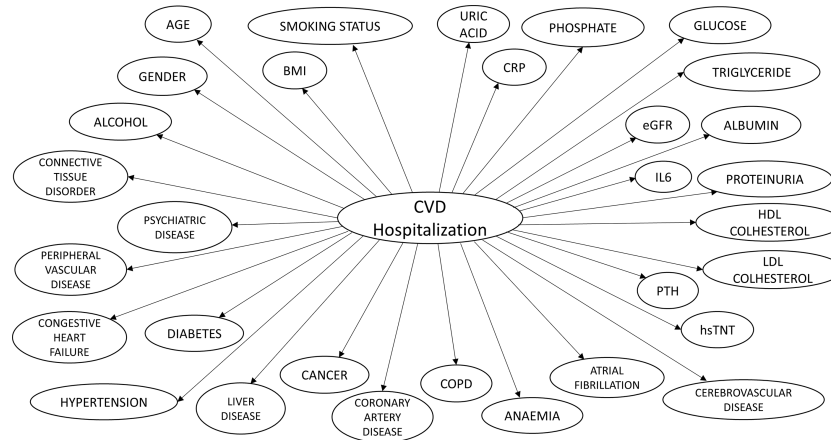 AGE
SMOKING STATUS
URIC
ACID
PHOSPHATE
GLUCOSE
GENDER
BMI
CRP
TRIGLYCERIDE
ALCOHOL
eGFR
ALBUMIN
CONNECTIVE
TISSUE
DISORDER
IL6
PROTEINURIA
CVD
Hospitalization
PSYCHIATRIC
DISEASE
HDL
COLHESTEROL
PERIPHERAL
VASCULAR
DISEASE
LDL
COLHESTEROL
PTH
CONGESTIVE
HEART
FAILURE
DIABETES
hsTNT
CANCER
COPD
ATRIAL
FIBRILLATION
HYPERTENSION
LIVER
DISEASE
CORONARY
ARTERY
DISEASE
ANAEMIA
CEREBROVASCULAR
DISEASE